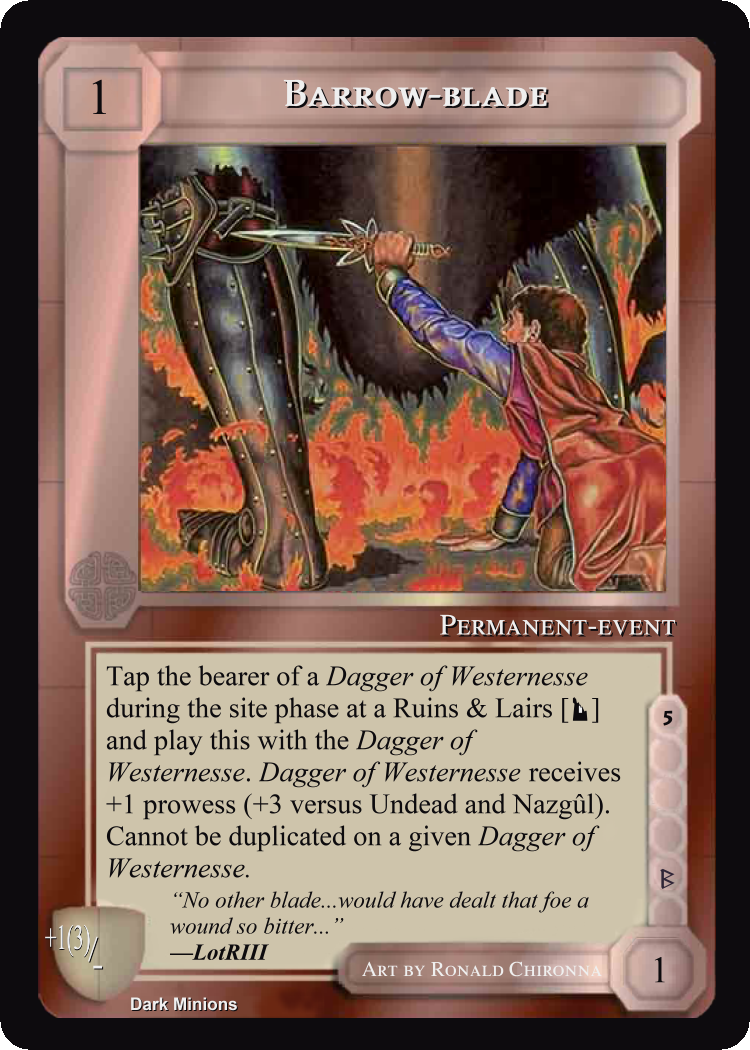 1
BARROW-BLADE
PERMANENT-EVENT
Tap the bearer of a Dagger of Westernesse
during the site phase at a Ruins & Lairs [ ]
and play this with the Dagger of
Westernesse. Dagger of Westernesse receives
+1 prowess (+3 versus Undead and Nazgûl).
Cannot be duplicated on a given Dagger of
Westernesse.
“No other blade...would have dealt that foe a
wound so bitter...”
—LotRIII
5
ᛒ
+1(3)/-
ART BY RONALD CHIRONNA
1
Dark Minions